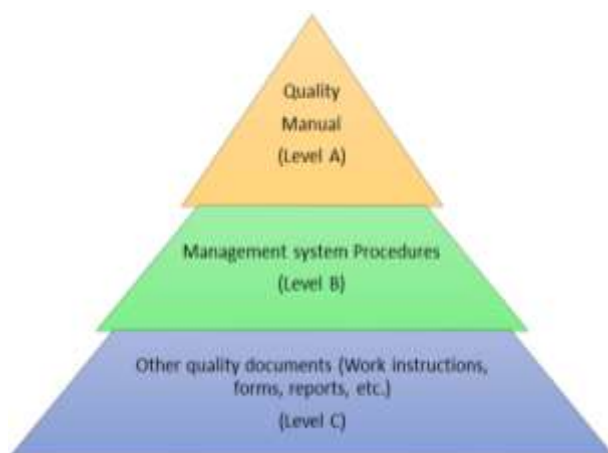 Quality
Manual
(Level A)
Management system Procedures
(Level B)
Other quality documents (Work instructions,
forms, reports, etc.)
(Level C)